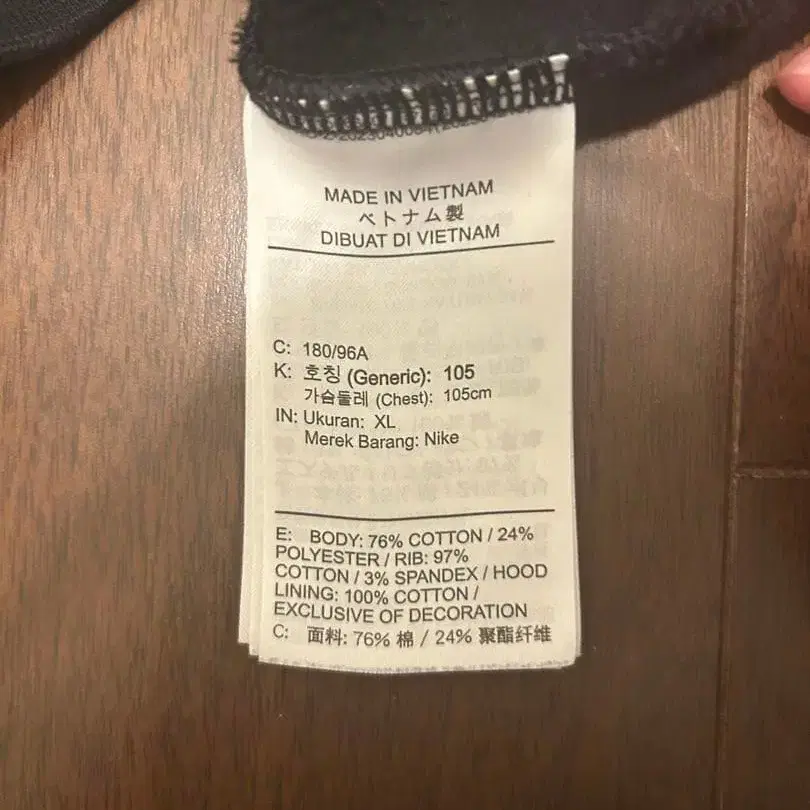 MADE IN VIETNAM
ベトナム製
DIBUAT DI VIETNAM
C: 180/96A
K: 호칭 (Generic): 105
가슴둘레 (Chest): 105cm
IN: Ukuran: XL
Merek Barang: Nike
E: BODY: 76% COTTON / 24%
POLYESTER / RIB: 97%
COTTON / 3% SPANDEX / HOOD
LINING: 100% COTTON /
EXCLUSIVE OF DECORATION
C: 面料: 76% 棉 / 24% 聚酯纤维